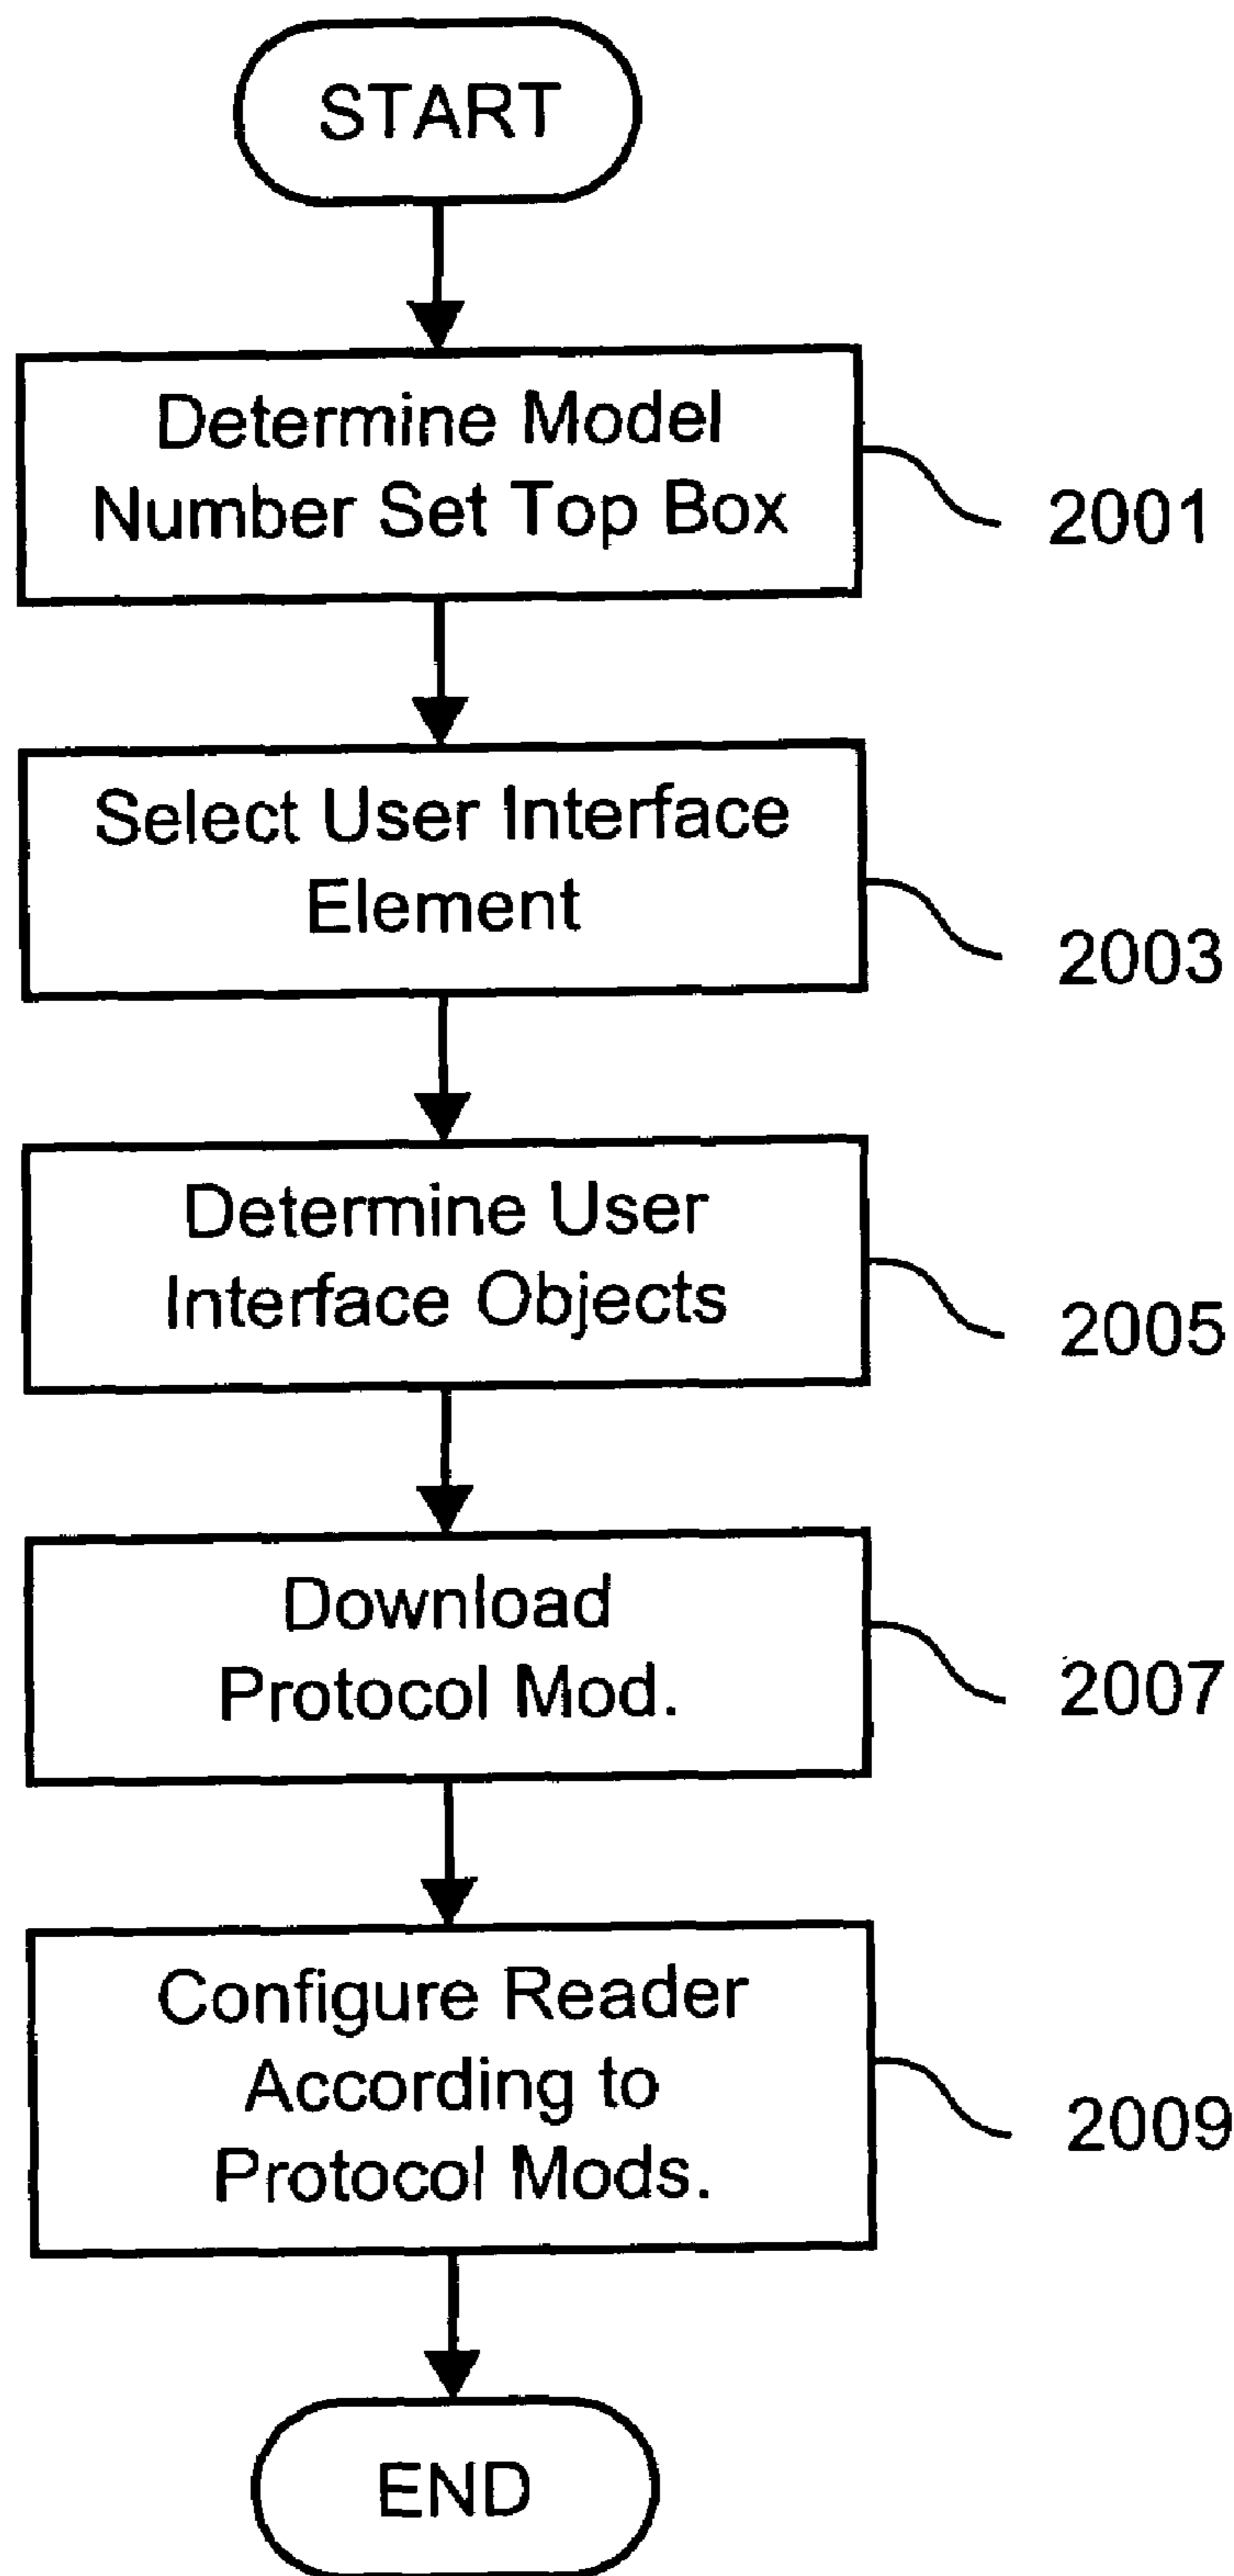 START
Determine Model
Number Set Top Box
2001
Select User Interface
Element
2003
Determine User
Interface Objects
2005
Download
Protocol Mod.
2007
Configure Reader
According to
Protocol Mods.
2009
END